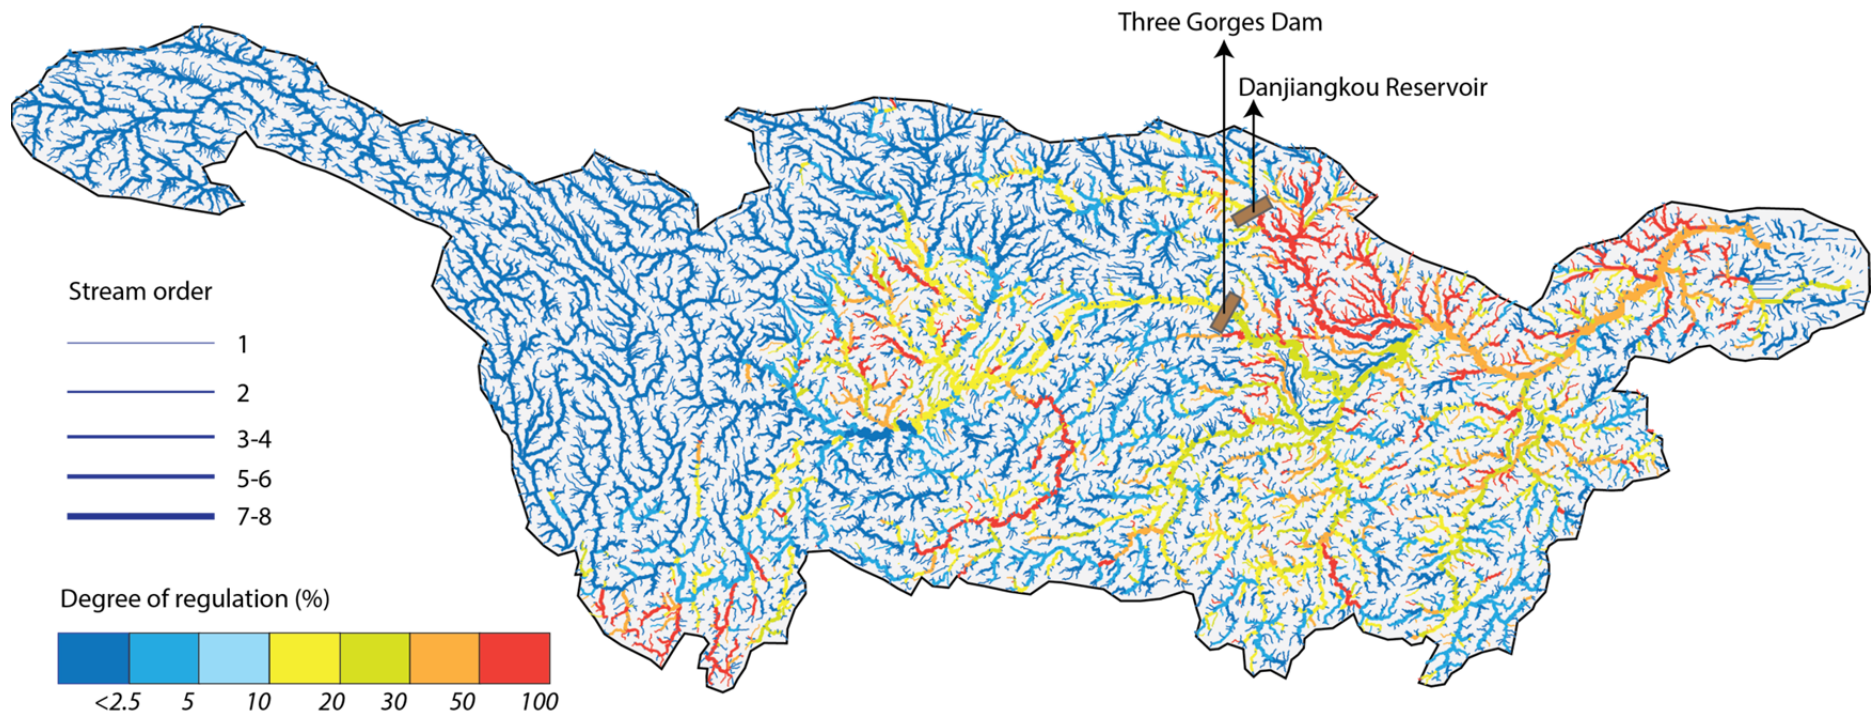 Three Gorges Dam
Danjiangkou Reservoir
Stream order
1
2
3-4
5-6
7-8
Degree of regulation (%)
<2.5 5 10 20 30 50 100